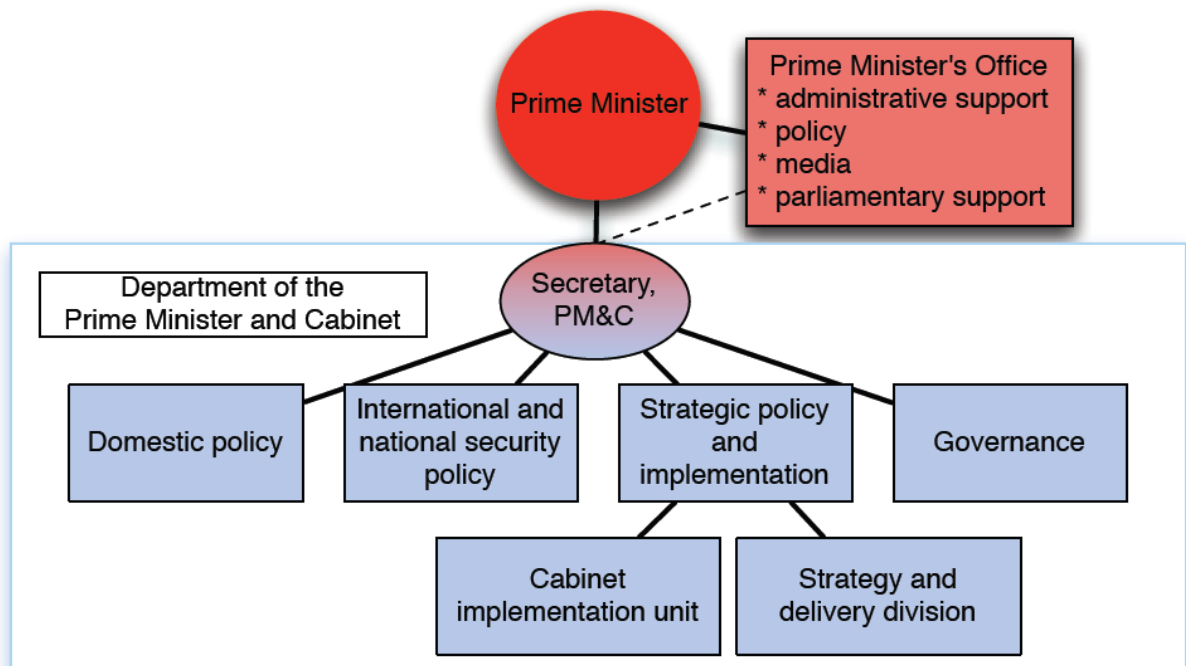 Prime Minister
Prime Minister's Office
* administrative support
* policy
* media
* parliamentary support
Secretary,
PM&C
Department of the
Prime Minister and Cabinet
Domestic policy
International and
national security
policy
Strategic policy
and
implementation
Governance
Cabinet
implementation unit
Strategy and
delivery division